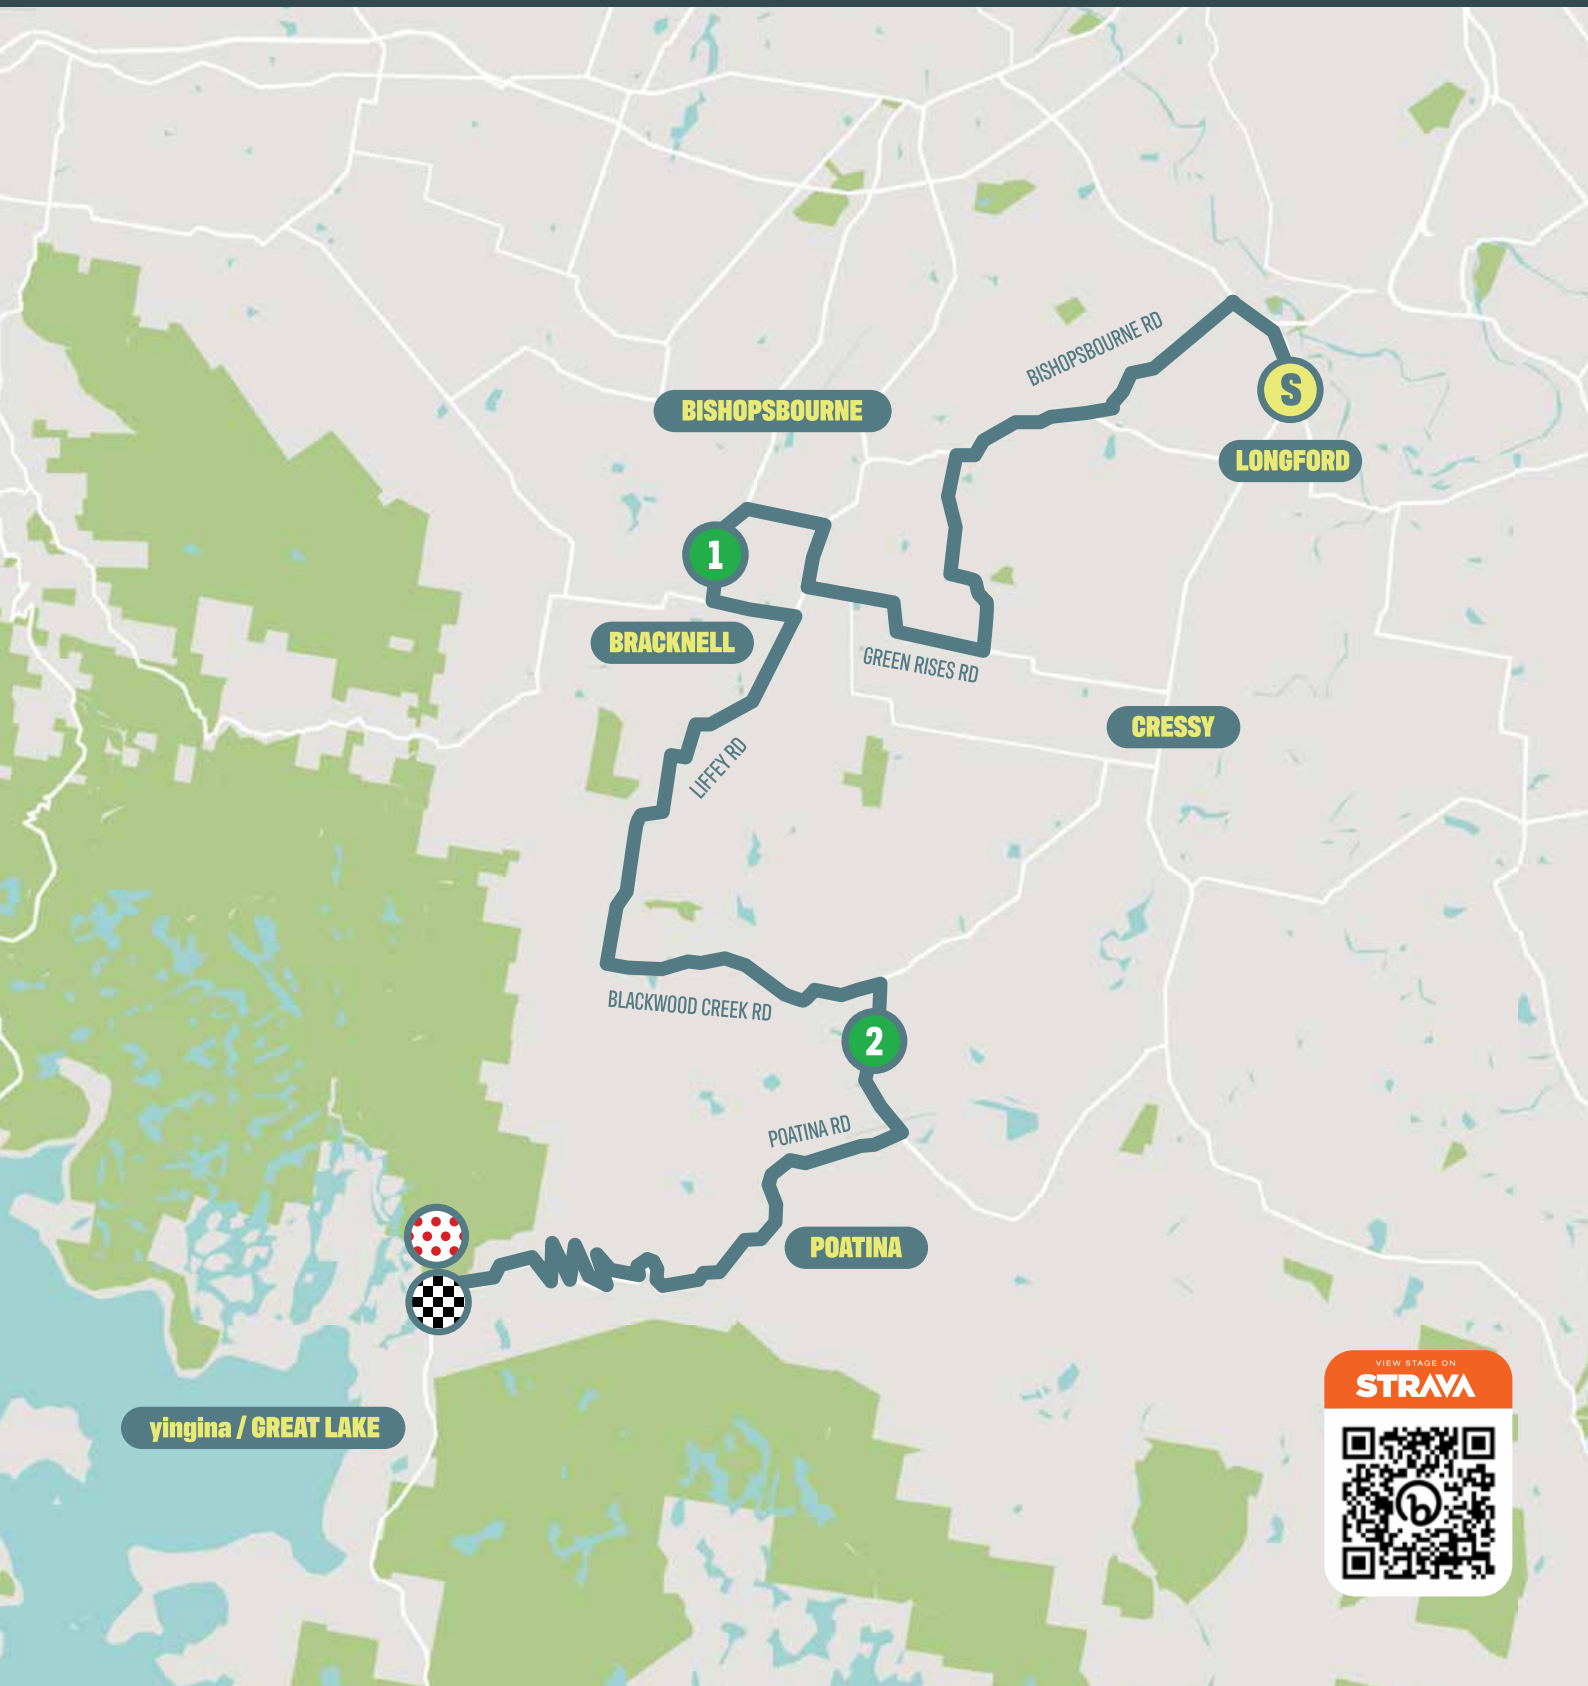 BISHOPSBOURNE RD
S
BISHOPSBOURNE
LONGFORD
1
BRACKNELL
GREEN RISES RD
CRESSY
LIFFEY RD
BLACKWOOD CREEK RD
2
POATINA RD
POATINA
yingina / GREAT LAKE
VIEW STAGE ON
STRAVA
b